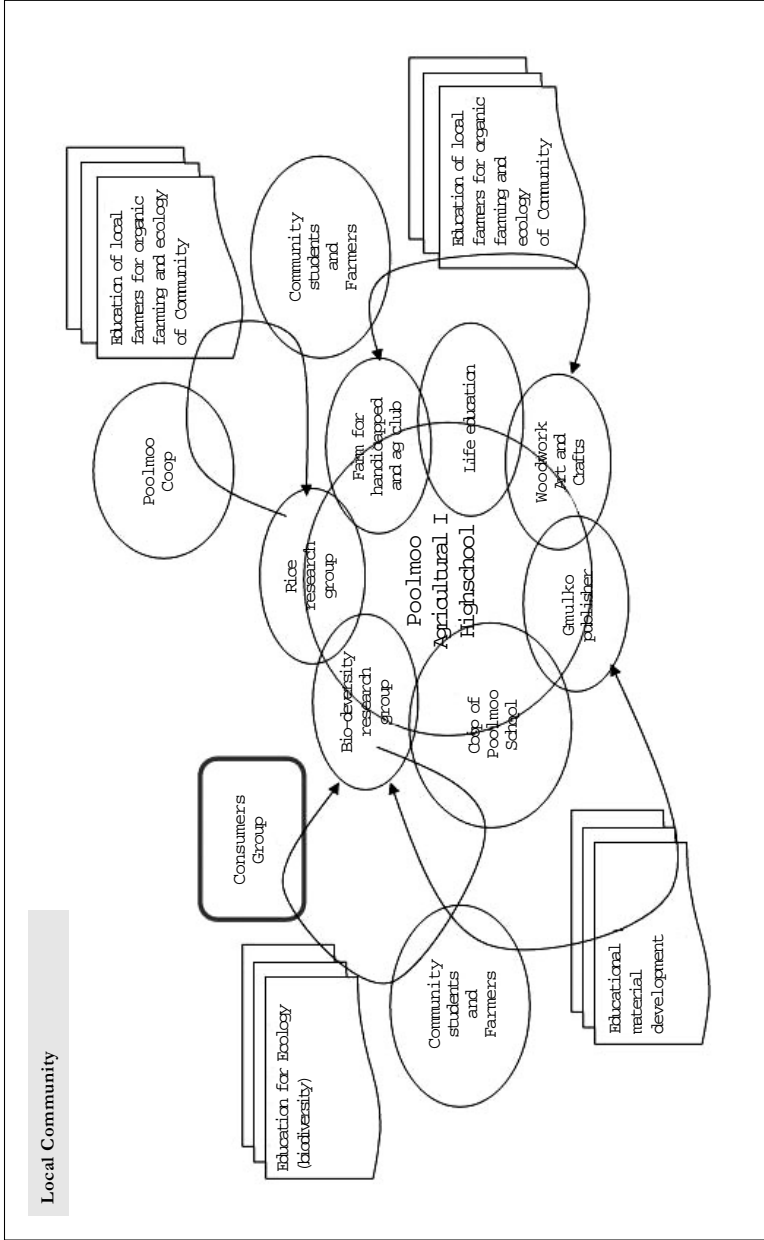 Local Community
Education of local
farmers for organic
farming and ecology
of Community
Poolmoo
Coop
Consumers
Group
Education for Ecology
(biodiversity)
Community
students
and
Farmers
Rice
research
group
Bio-deversity
research
group
Farm for
handicapped
and ag club
Poolmoo
Agricultural I
Highschool
Community
students
and
Farmers
Coop of
Poolmoo
School
Life education
Education of local
farmers for organic
farming and
ecology
of Community
Woodwork
Art and
Crafts
Gmulko
publisher
Educational
material
development